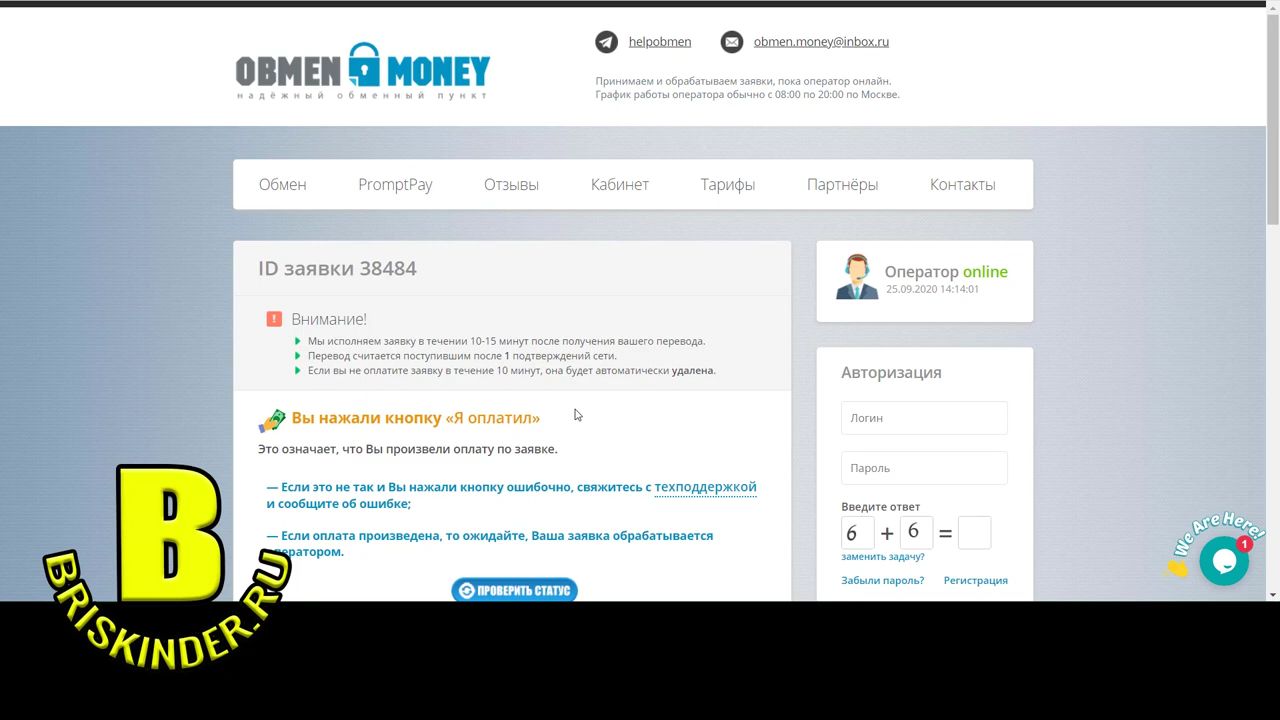 OBMEN MONEY
надёжный обменный пункт
helpobmen
obmen.money@inbox.ru
Принимаем и обрабатываем заявки, пока оператор онлайн.
График работы оператора обычно с 08:00 по 20:00 по Москве.
Обмен PromptPay Отзывы Кабинет Тарифы Партнёры Контакты
ID заявки 38484
Внимание!
Мы исполняем заявку в течении 10-15 минут после получения вашего перевода.
Перевод считается поступившим после 1 подтверждений сети.
Если вы не оплатите заявку в течение 10 минут, она будет автоматически удалена.
Вы нажали кнопку «Я оплатил»
Это означает, что Вы произвели оплату по заявке.
— Если это не так и Вы нажали кнопку ошибочно, свяжитесь с техподдержкой
и сообщите об ошибке;
— Если оплата произведена, то ожидайте, Ваша заявка обрабатывается
оператором.
ПРОВЕРИТЬ СТАТУС
Оператор online
25.09.2020 14:14:01
Авторизация
Логин
Пароль
Введите ответ
6 + 6 =
заменить задачу?
Забыли пароль? Регистрация
We Are Here!
1
B
BRISKINDER.RU